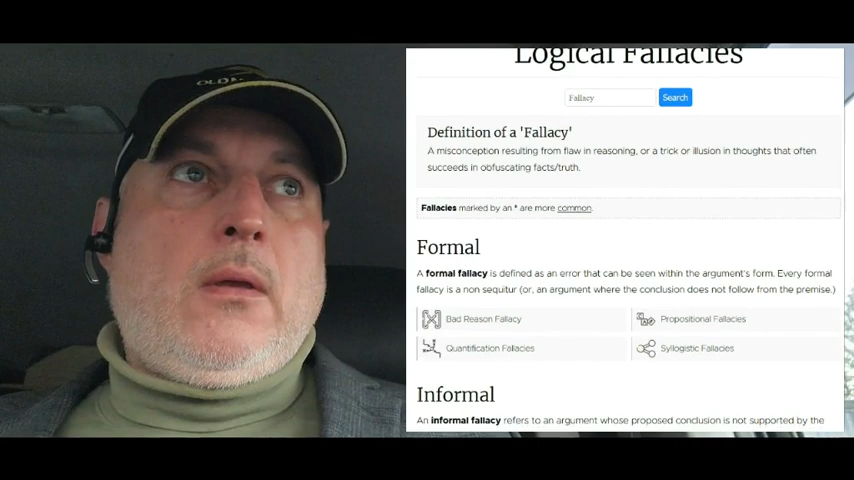 Logical Fallacies
Fallacy
Search
Definition of a 'Fallacy'
A misconception resulting from flaw in reasoning, or a trick or illusion in thoughts that often
succeeds in obfuscating facts/truth.
Fallacies marked by an * are more common.
Formal
A formal fallacy is defined as an error that can be seen within the argument's form. Every formal
fallacy is a non sequitur (or, an argument where the conclusion does not follow from the premise.)
Bad Reason Fallacy
Propositional Fallacies
Quantification Fallacies
Syllogistic Fallacies
Informal
An informal fallacy refers to an argument whose proposed conclusion is not supported by the